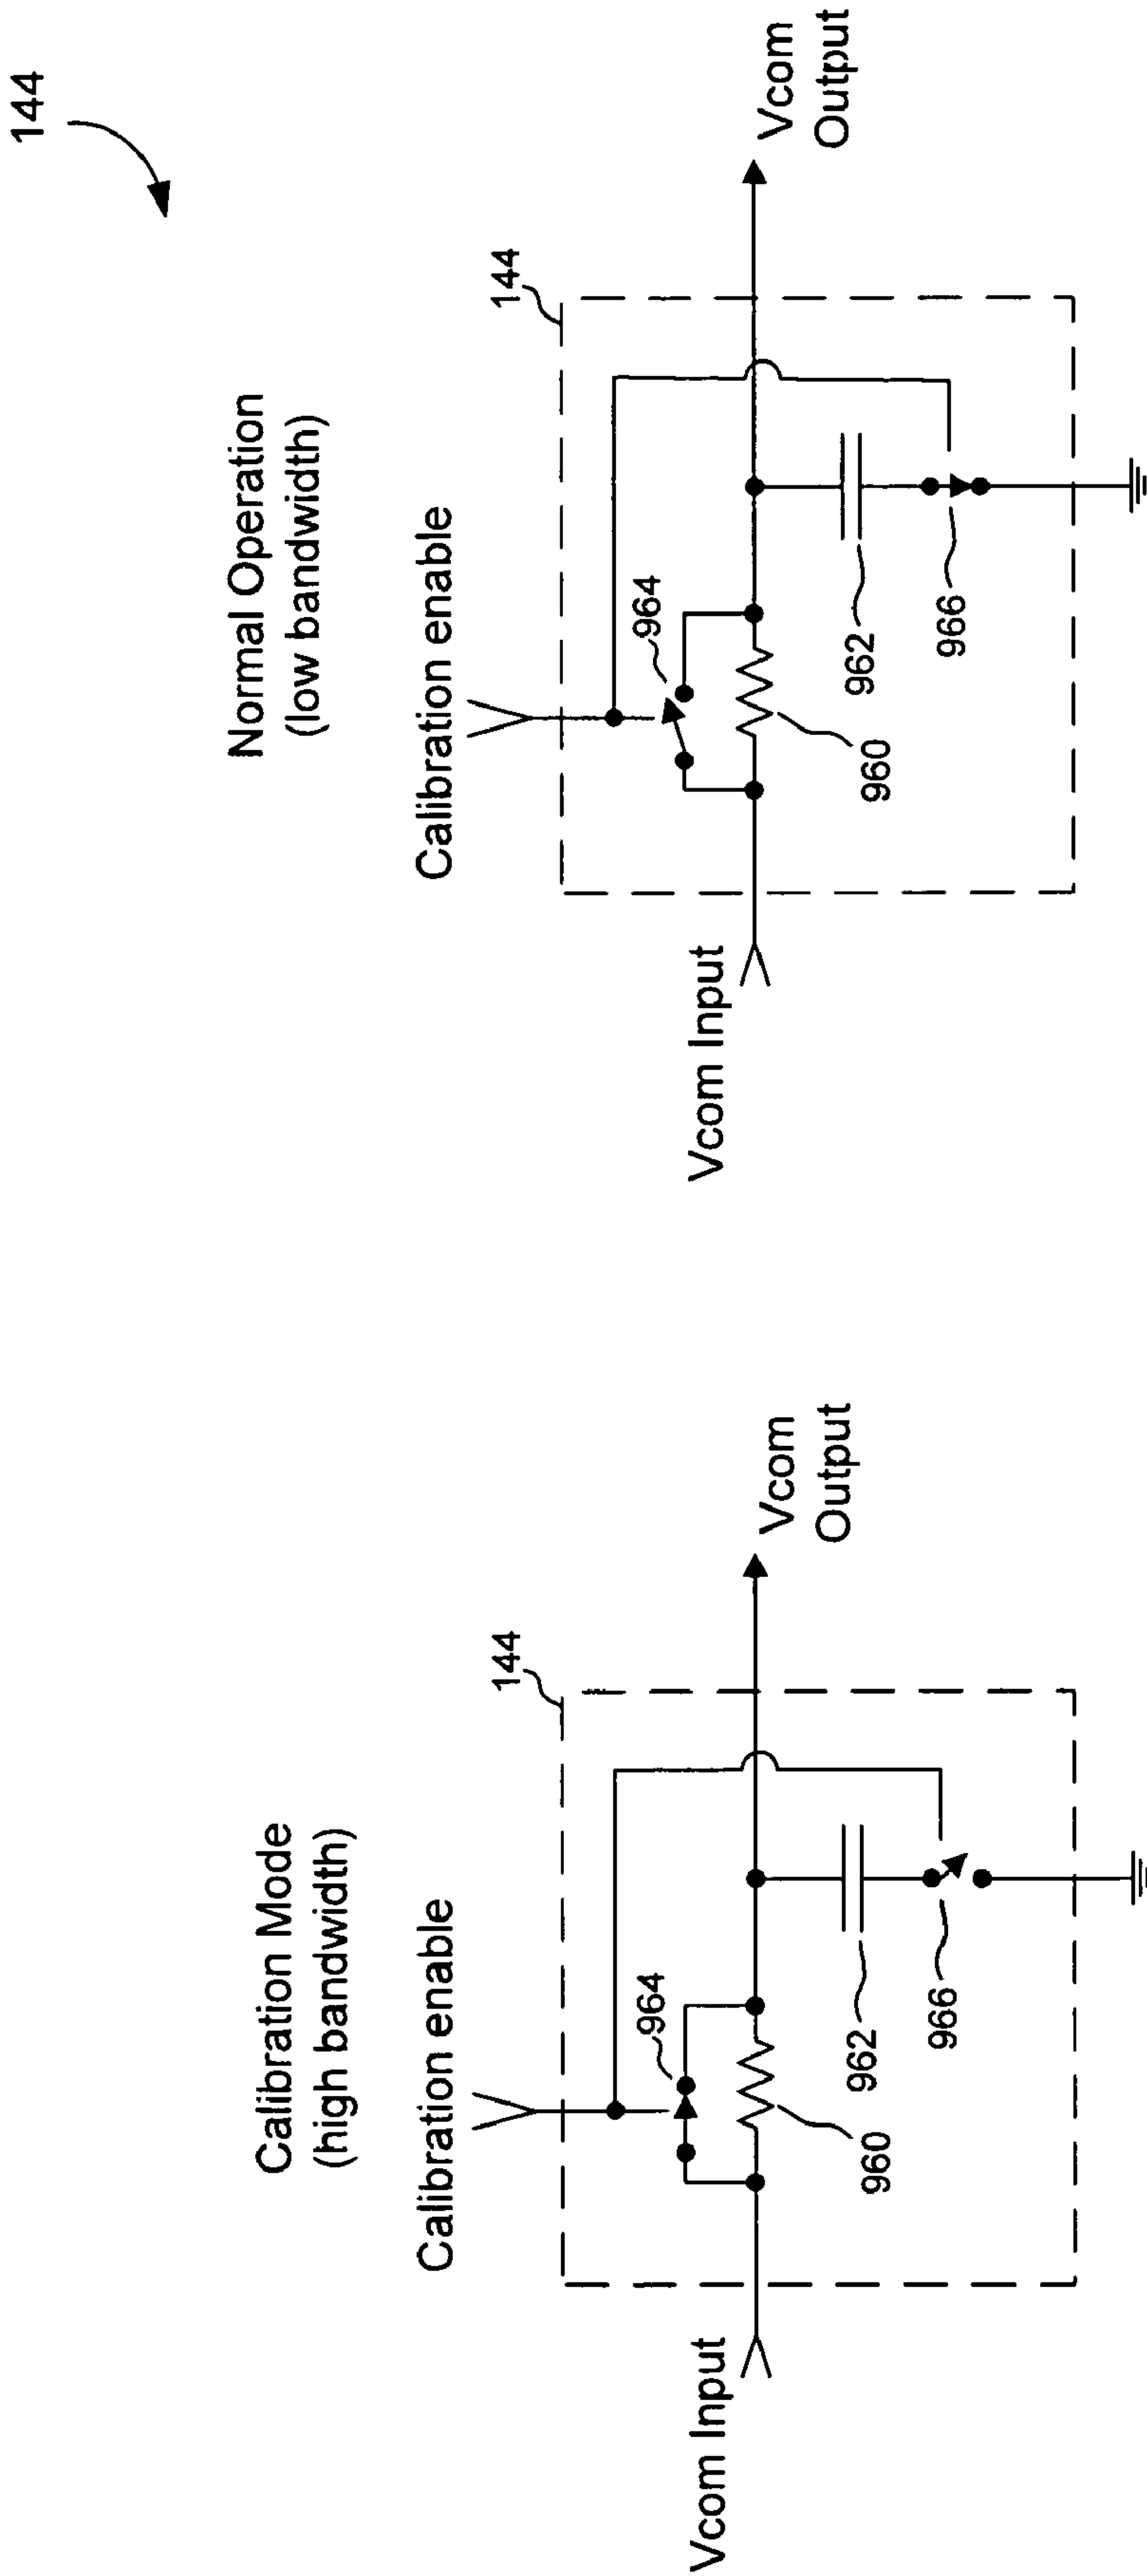 144
Calibration Mode
(high bandwidth)
Calibration enable
144
964
Vcom Input
Vcom
Output
960
962
966
Normal Operation
(low bandwidth)
Calibration enable
144
964
Vcom Input
Vcom
Output
960
962
966